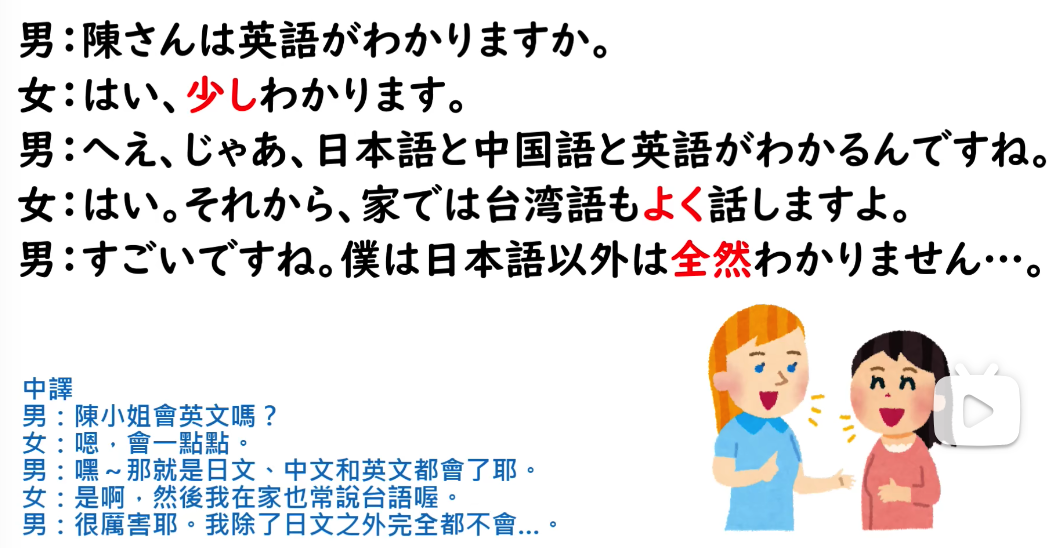 男：陳さんは英語がわかりますか。
女：はい、少しわかります。
男：へえ、じゃあ、日本語と中国語と英語がわかるんですね。
女：はい。それから、家では台湾語もよく話しますよ。
男：すごいですね。僕は日本語以外は全然わかりません…。
中譯
男：陳小姐會英文嗎？
女：嗯，會一點點。
男：嘿～那就是日文、中文和英文都會了耶。
女：是啊，然後我在家也常說台語喔。
男：很厲害耶。我除了日文之外完全都不會...。